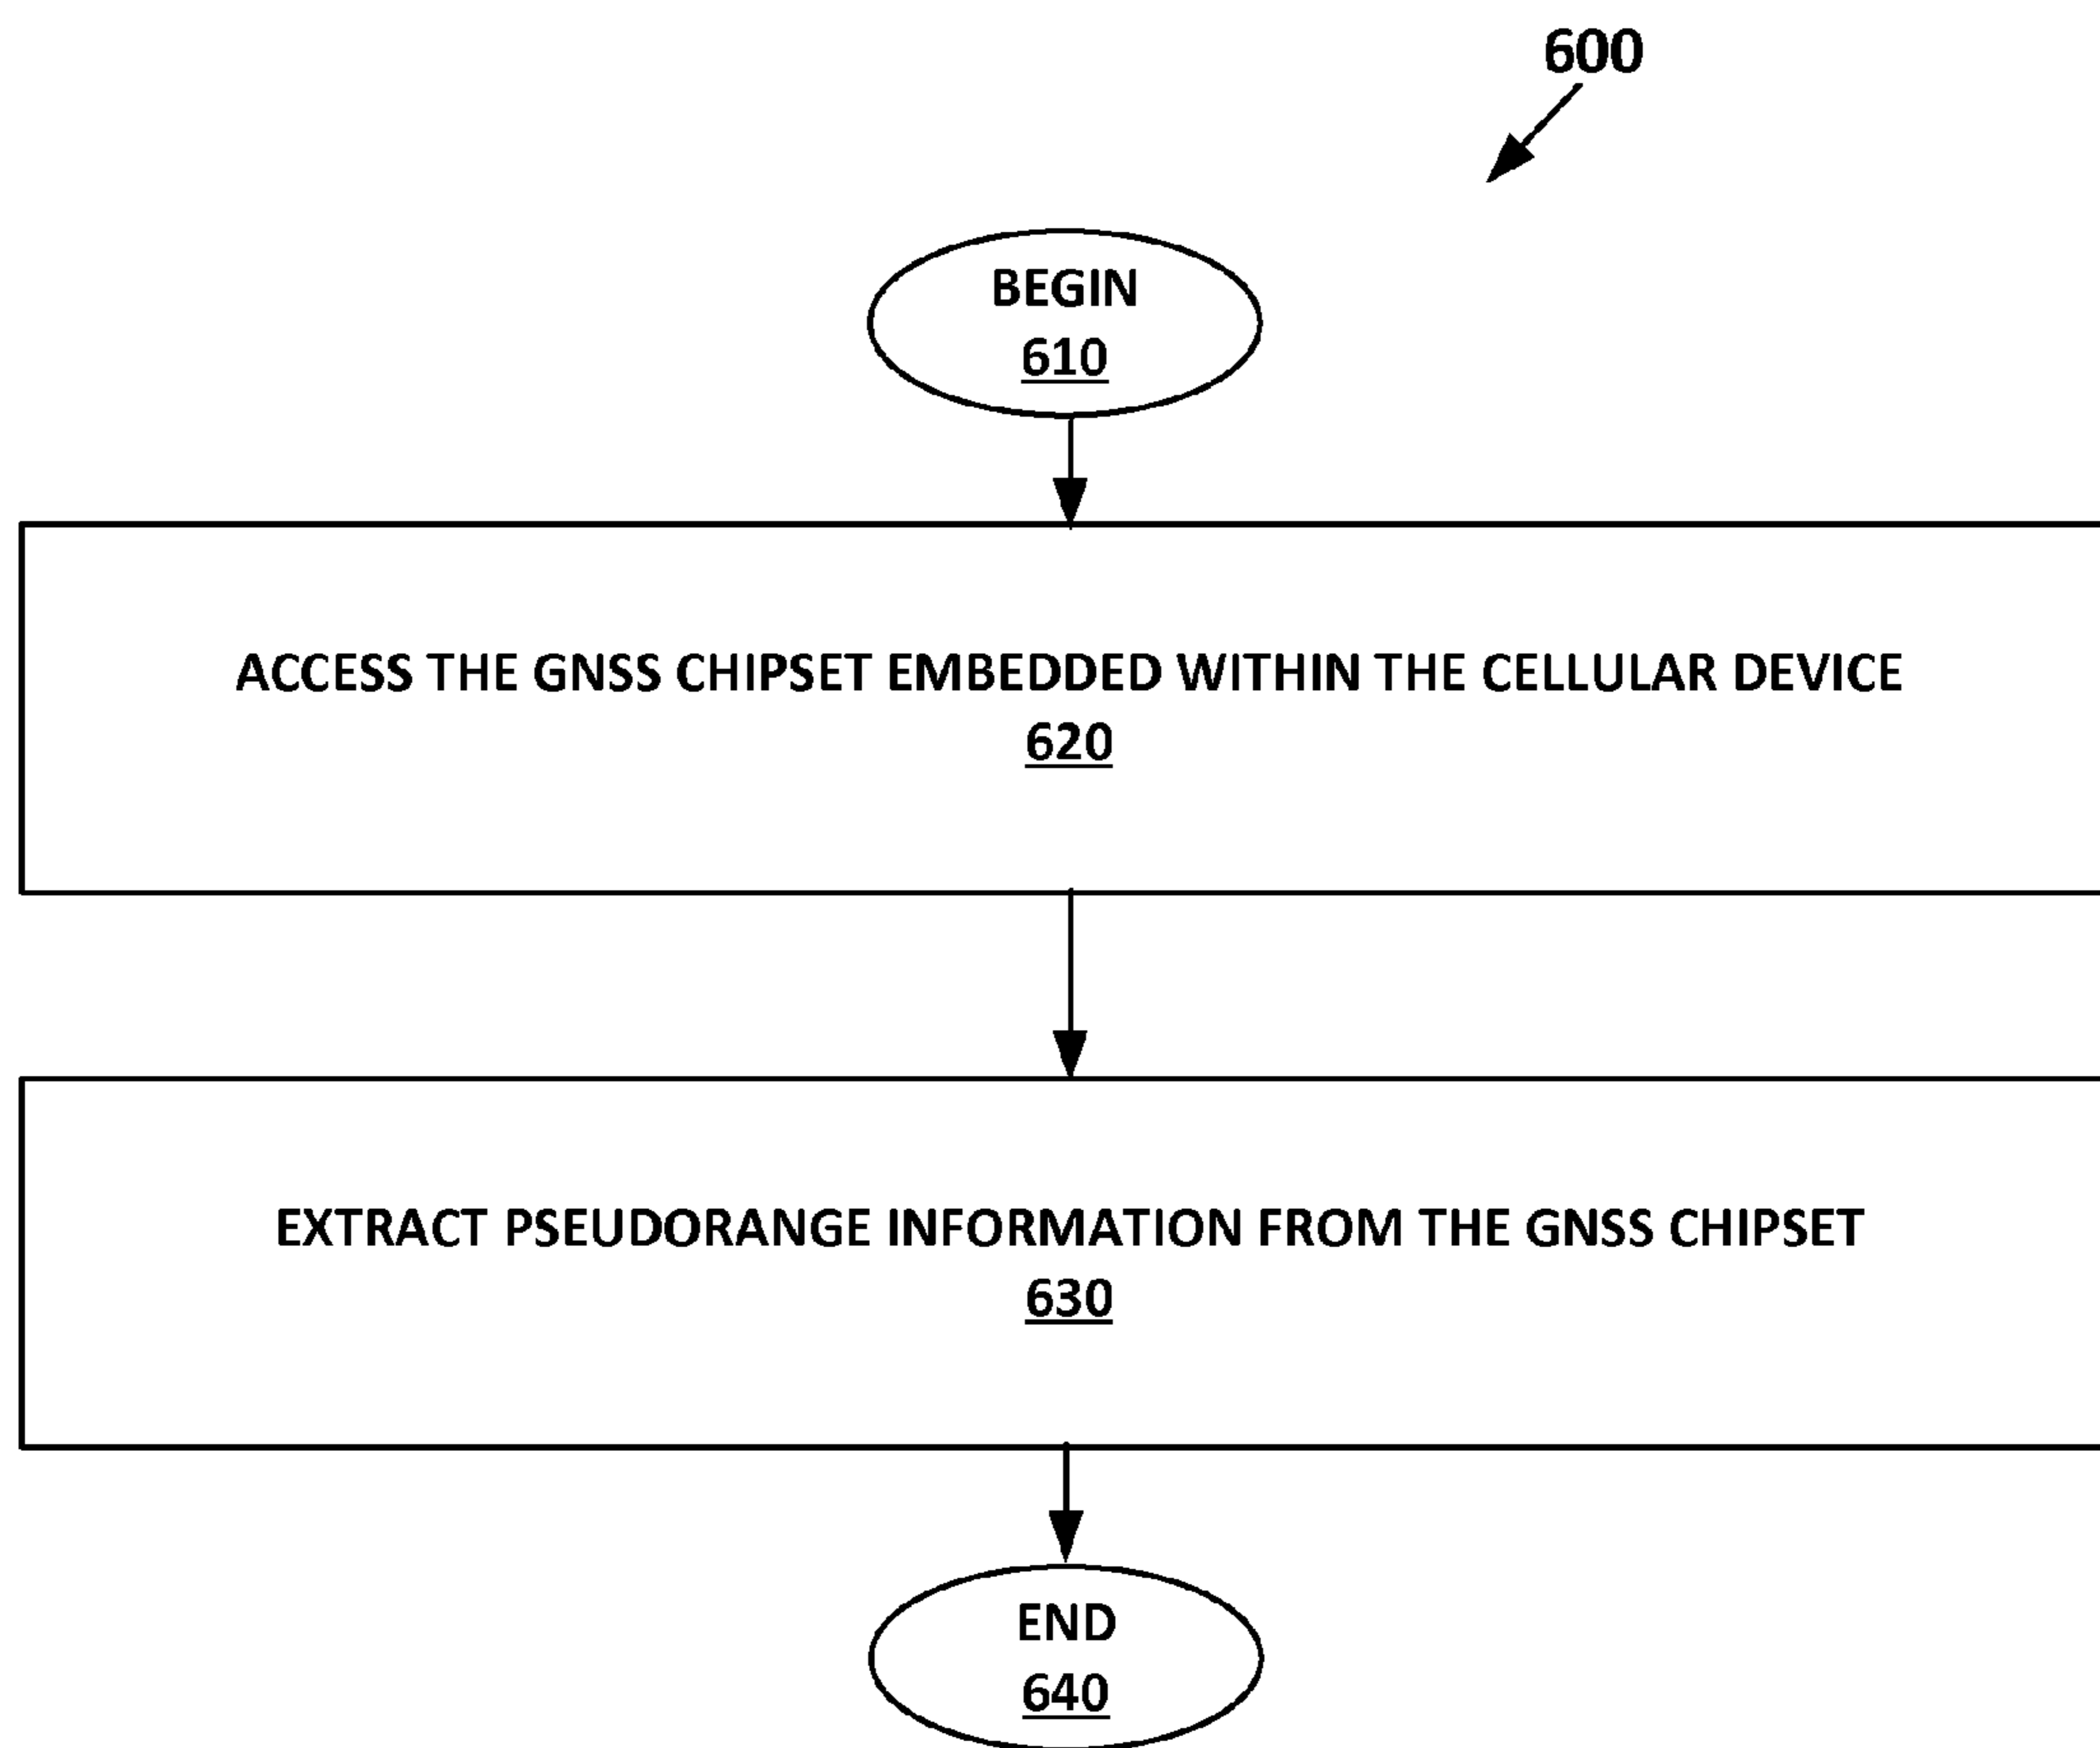 600
BEGIN
610
ACCESS THE GNSS CHIPSET EMBEDDED WITHIN THE CELLULAR DEVICE
620
EXTRACT PSEUDORANGE INFORMATION FROM THE GNSS CHIPSET
630
END
640